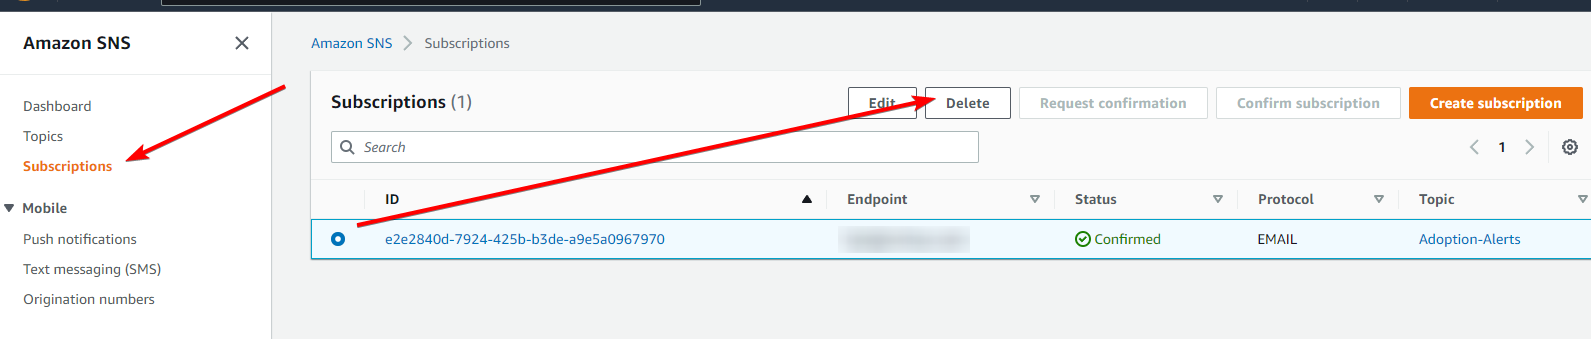 Amazon SNS
Dashboard
Topics
Subscriptions
Mobile
Push notifications
Text messaging (SMS)
Origination numbers
Amazon SNS Subscriptions
Subscriptions (1)
Edit Delete Request confirmation Confirm subscription Create subscription
Search
1
ID Endpoint Status Protocol Topic
e2e2840d-7924-425b-b3de-a9e5a0967970 Confirmed EMAIL Adoption-Alerts